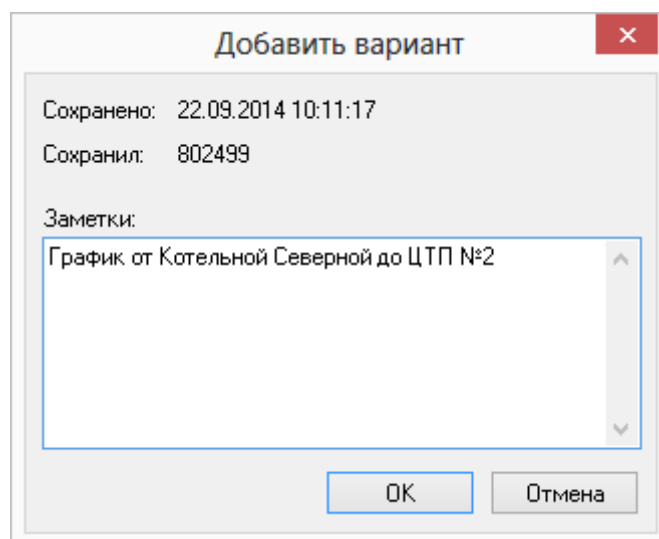 Добавить вариант
Сохранено: 22.09.2014 10:11:17
Сохранил: 802499
Заметки:
График от Котельной Северной до ЦТП №2
OK Отмена